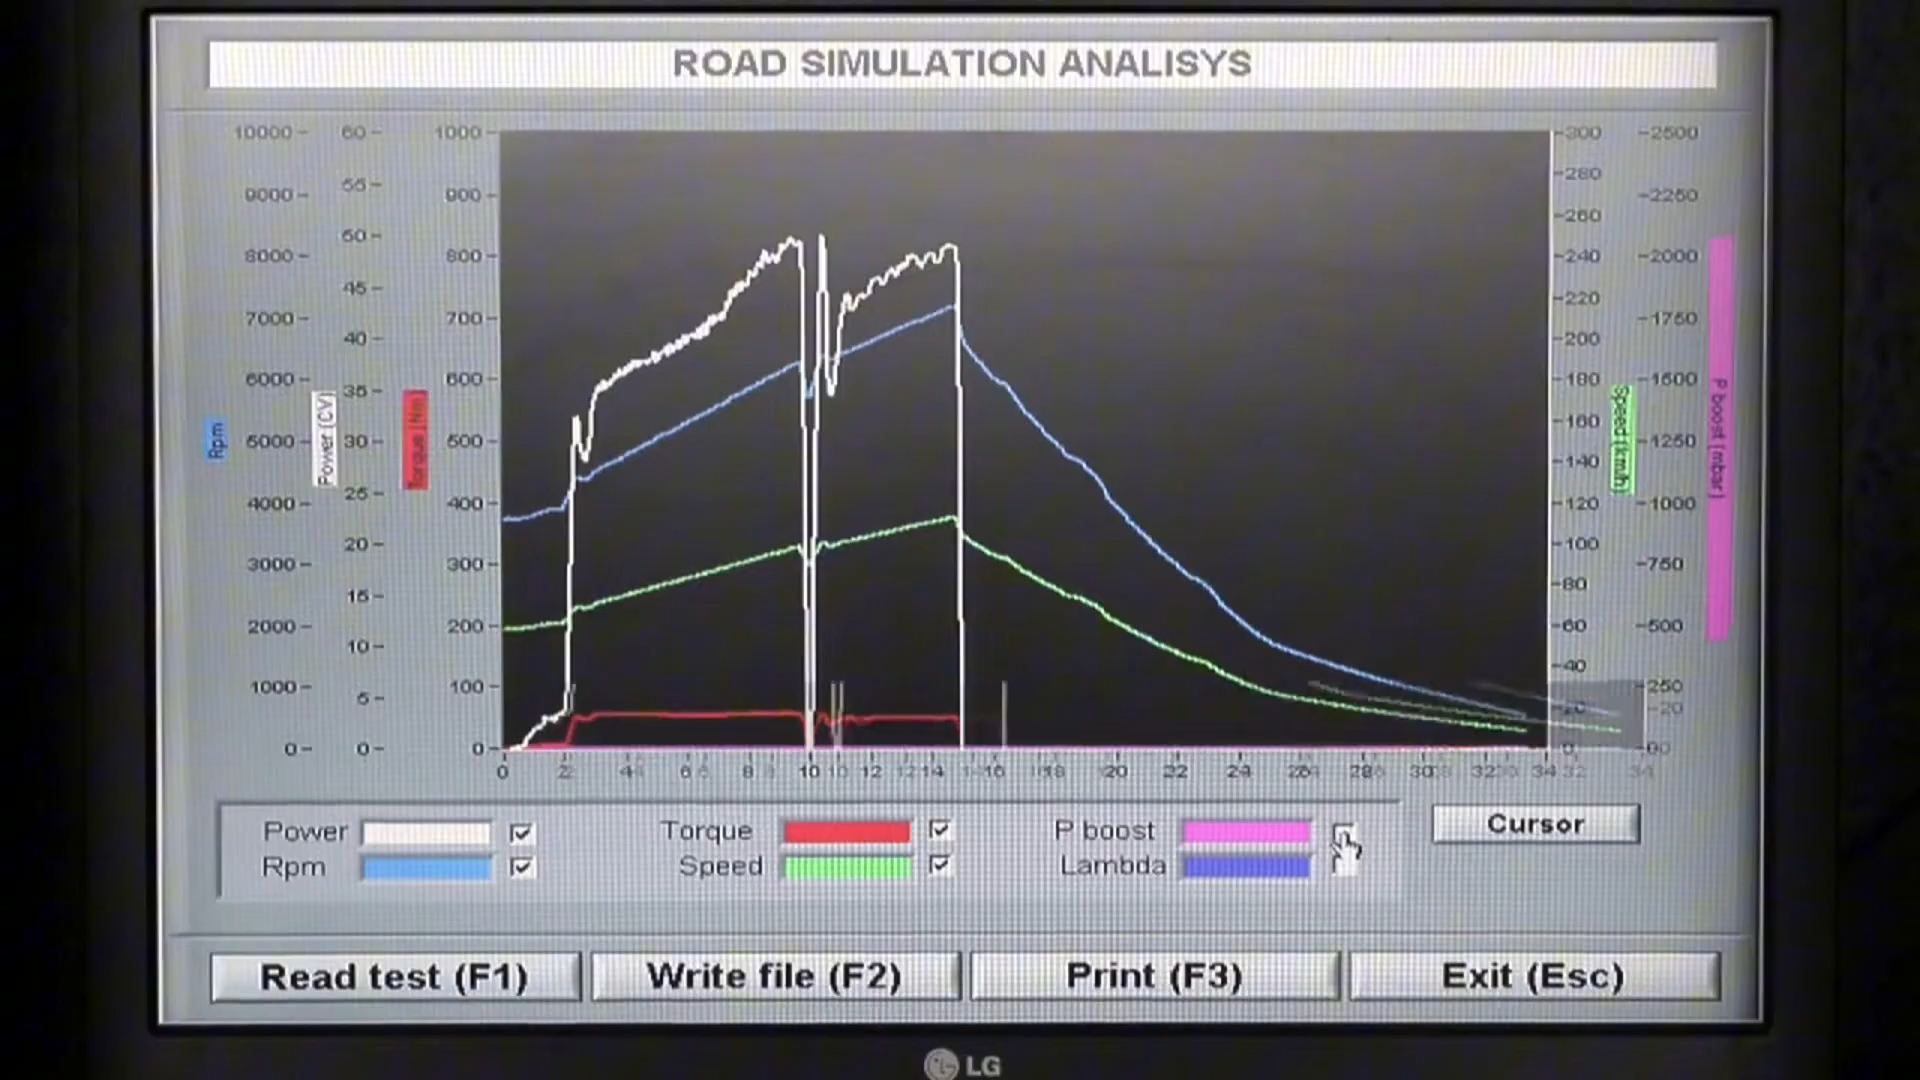 ROAD SIMULATION ANALISYS
10000 60 1000 300 2500
55 280
9000 900 2250
50 260
8000 800 240 2000
45 220
7000 700 1750
40 200
6000 600 180 1500
35 160
5000 30 500 1250
25 140
4000 400 120 1000
20 100
3000 300 750
15 80
2000 200 60 500
10 40
1000 5 100 250
20 20
0 0 0 0 00
Rpm
Power [CV]
Torque [Nm]
Speed [km/h]
P boost [mbar]
0 2 4 6 8 10 12 14 16 18 20 22 24 26 28 30 32 34
Power Torque P boost Cursor
Rpm Speed Lambda
Read test (F1) Write file (F2) Print (F3) Exit (Esc)
LG